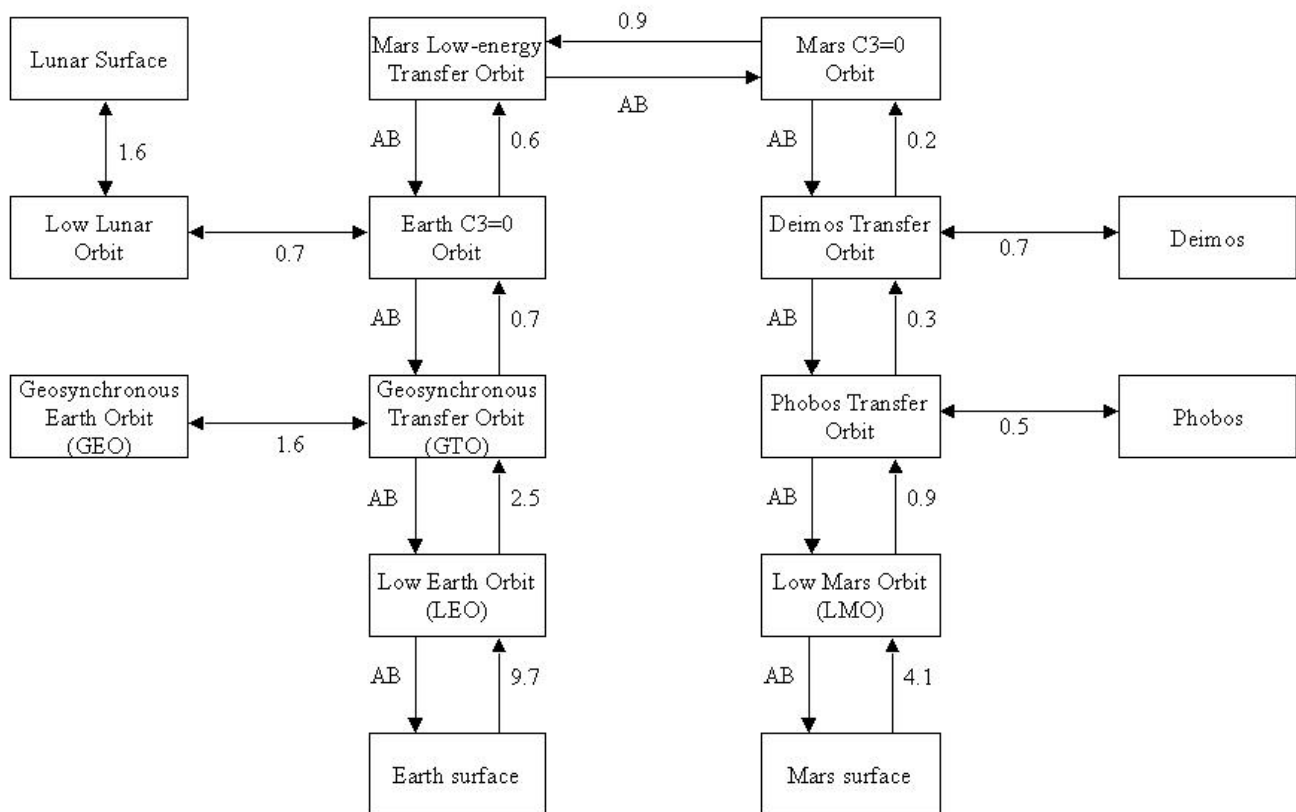 0.9
Lunar Surface
Mars Low-energy
Transfer Orbit
Mars C3=0
Orbit
AB
1.6
AB
0.6
AB
0.2
Low Lunar
Orbit
0.7
Earth C3=0
Orbit
Deimos Transfer
Orbit
0.7
Deimos
AB
0.7
AB
0.3
Geosynchronous
Earth Orbit
(GEO)
1.6
Geosynchronous
Transfer Orbit
(GTO)
Phobos Transfer
Orbit
0.5
Phobos
AB
2.5
AB
0.9
Low Earth Orbit
(LEO)
Low Mars Orbit
(LMO)
AB
9.7
AB
4.1
Earth surface
Mars surface